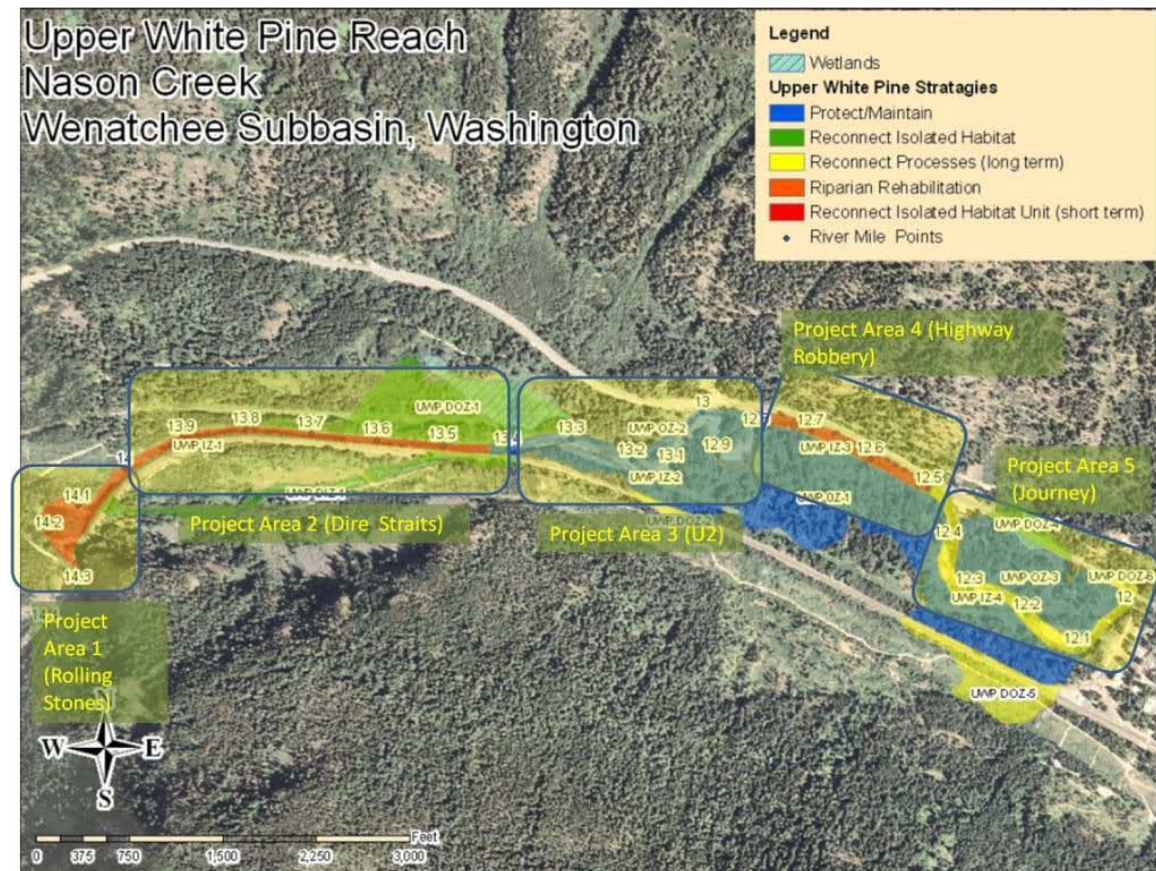 Upper White Pine Reach
Nason Creek
Wenatchee Subbasin, Washington
Legend
Wetlands
Upper White Pine Stratagies
Protect/Maintain
Reconnect Isolated Habitat
Reconnect Processes (long term)
Riparian Rehabilitation
Reconnect Isolated Habitat Unit (short term)
River Mile Points
Project Area 4 (Highway
Robbery)
UWP DOZ-1
13.9
13.8
13.7
13.6
13.5
UWP IZ-1
13.3
UWP OZ-2
13
13.2
13.1
12.9
UWP IZ-2
12.7
UWP IZ-3
12.6
12.5
UWP OZ-1
UWP DOZ-2
Project Area 5
(Journey)
14.1
14.2
14.3
Project Area 2 (Dire Straits)
Project Area 3 (U2)
UWP DOZ-4
12.4
12.3
UWP OZ-3
UWP DOZ-6
UWP IZ-4
12.2
12
12.1
UWP DOZ-5
Project
Area 1
(Rolling
Stones)
N
W
E
S
Feet
0
375
750
1,500
2,250
3,000